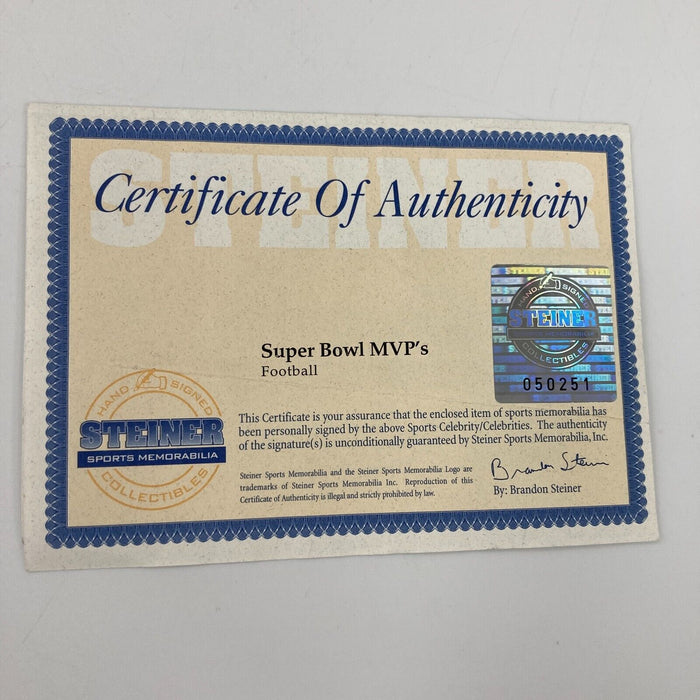 STEINER
Certificate Of Authenticity
HAND SIGNED
STEINER
COLLECTIBLES
050251
Super Bowl MVP's
Football
HAND SIGNED
STEINER
SPORTS MEMORABILIA
COLLECTIBLES
This Certificate is your assurance that the enclosed item of sports memorabilia has
been personally signed by the above Sports Celebrity/Celebrities. The authenticity
of the signature(s) is unconditionally guaranteed by Steiner Sports Memorabilia, Inc.
Steiner Sports Memorabilia and the Steiner Sports Memorabilia Logo are
trademarks of Steiner Sports Memorabilia Inc. Reproduction of this
Certificate of Authenticity is illegal and strictly prohibited by law.
Brandon Steiner
By: Brandon Steiner